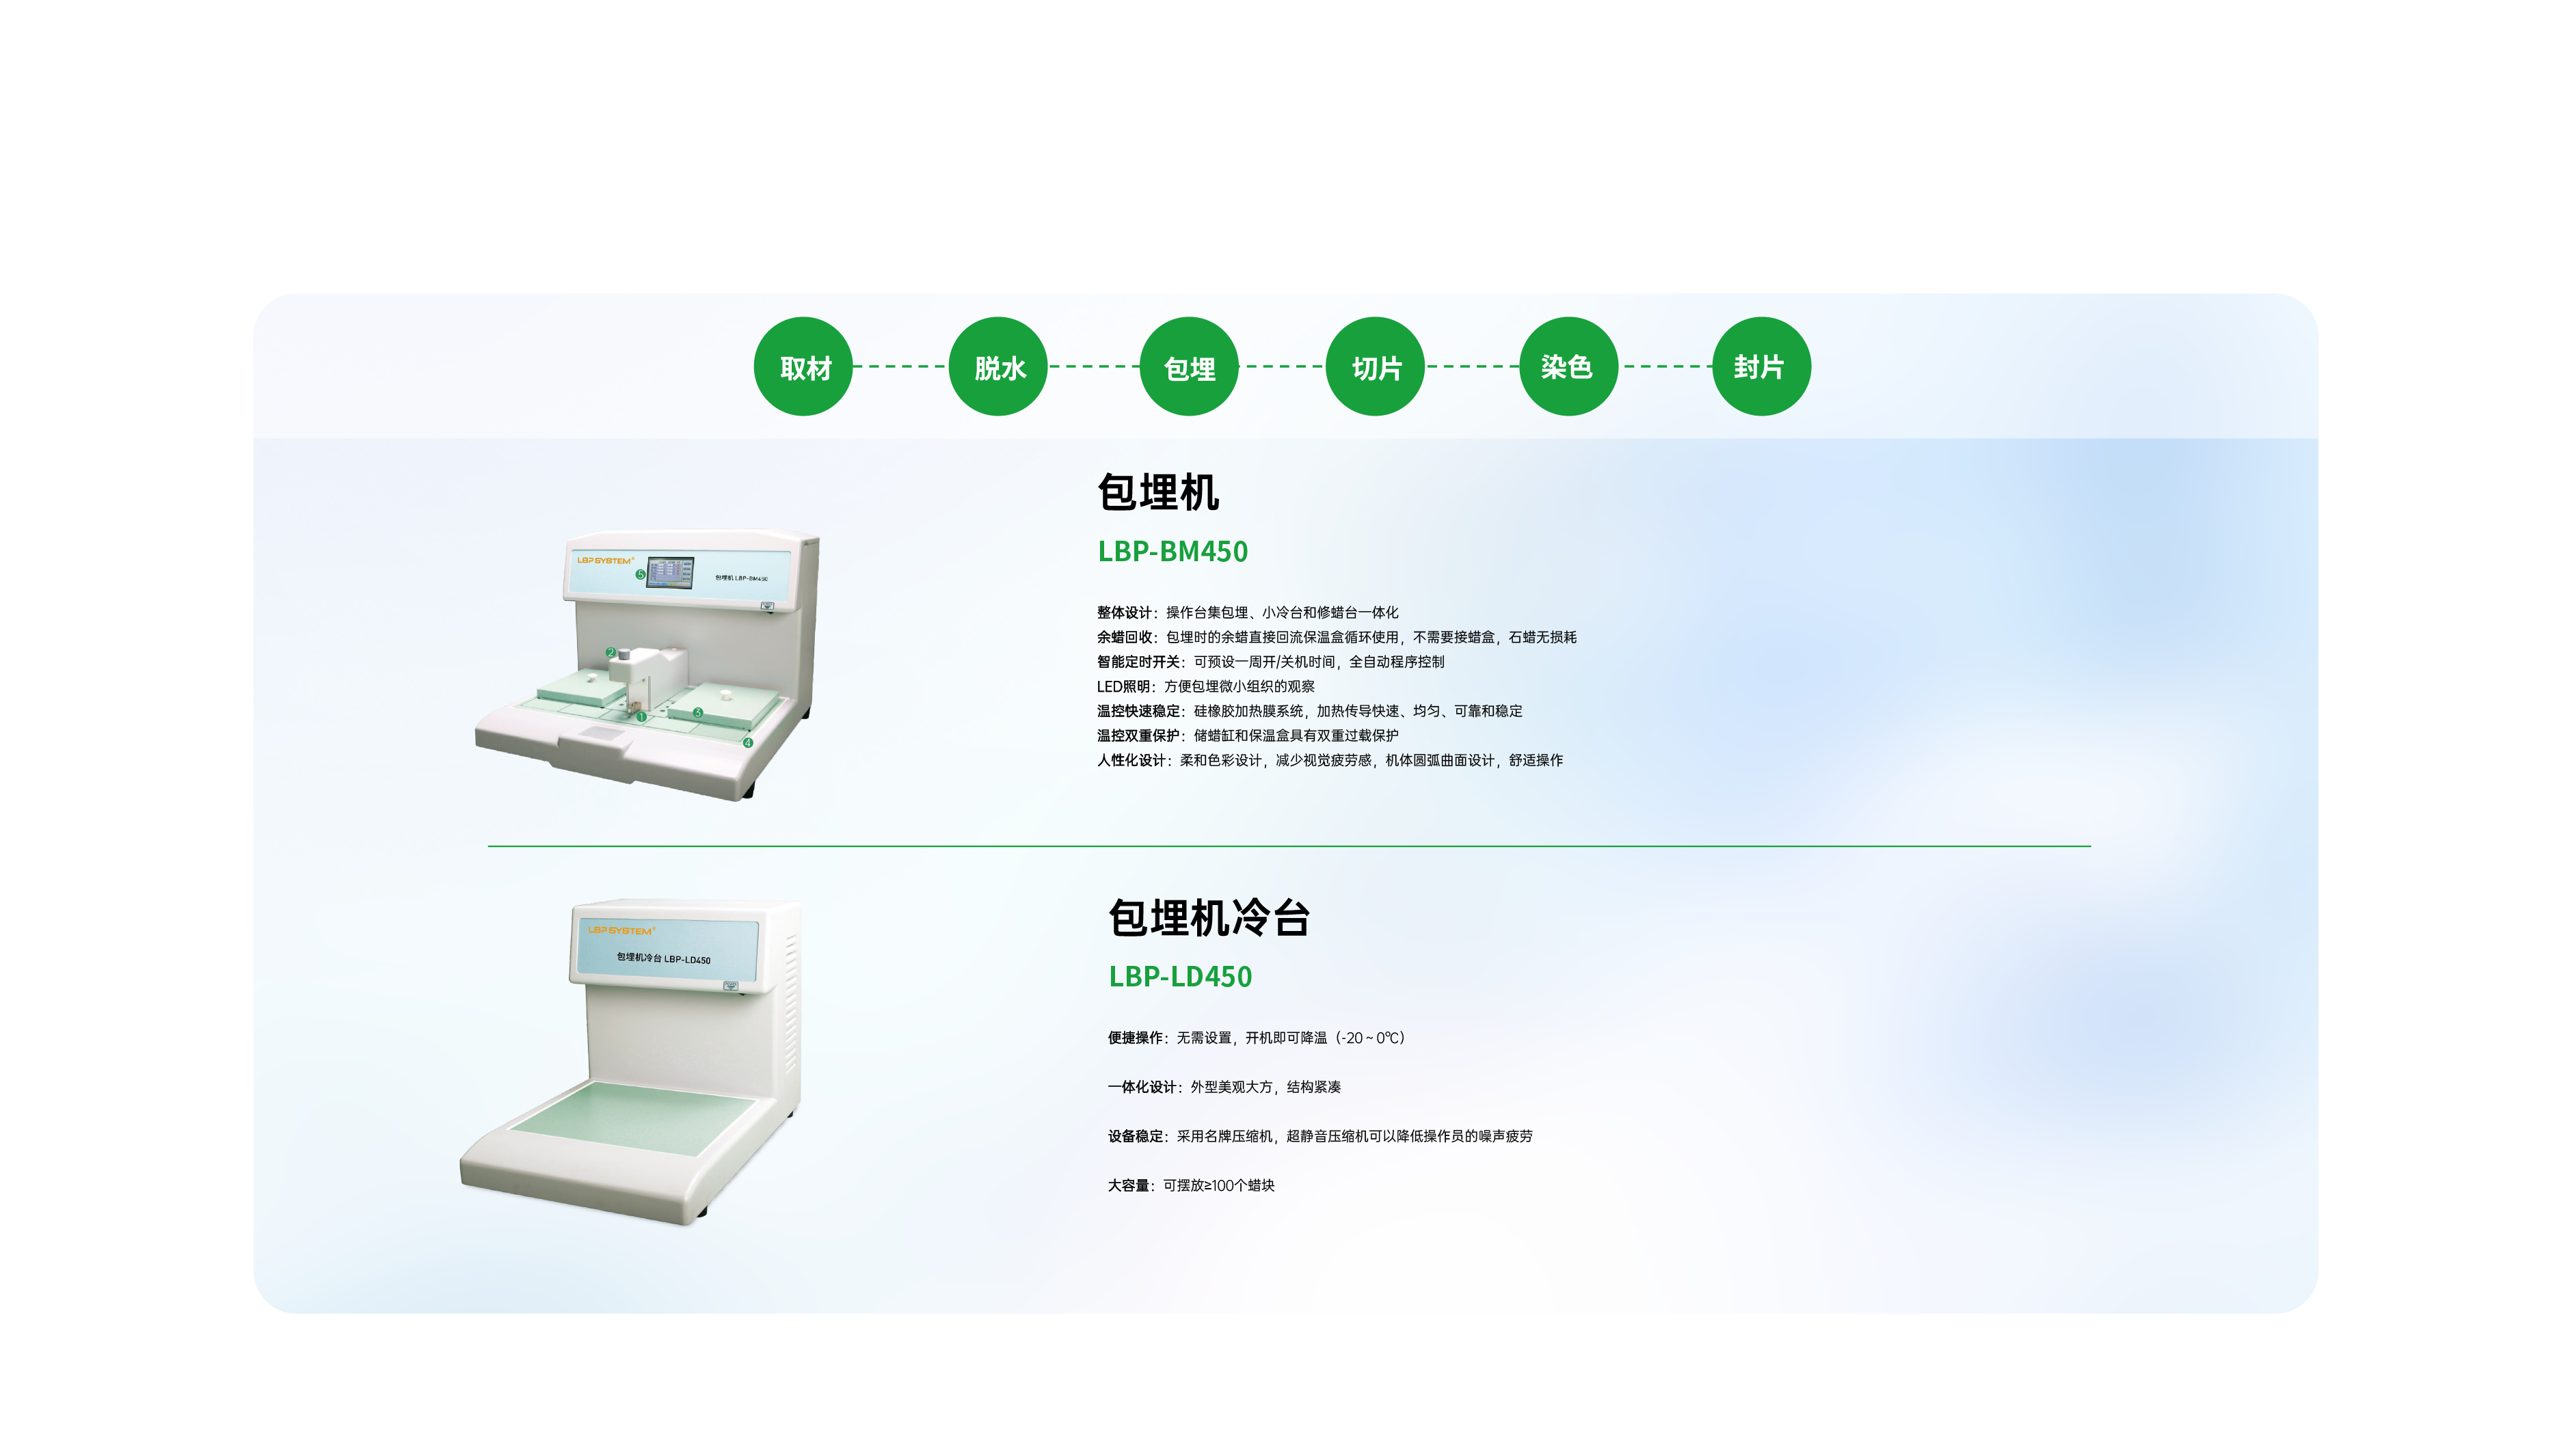 取材
脱水
包埋
切片
染色
封片
包埋机
LBP-BM450
LBP SYSTEM®
包埋机 LBP-BM450
5
2
1
3
4
整体设计：操作台集包埋、小冷台和修蜡台一体化
余蜡回收：包埋时的余蜡直接回流保温盒循环使用，不需要接蜡盒，石蜡无损耗
智能定时开关：可预设一周开/关机时间，全自动程序控制
LED照明：方便包埋微小组织的观察
温控快速稳定：硅橡胶加热膜系统，加热传导快速、均匀、可靠和稳定
温控双重保护：储蜡缸和保温盒具有双重过载保护
人性化设计：柔和色彩设计，减少视觉疲劳感，机体圆弧曲面设计，舒适操作
包埋机冷台
LBP-LD450
LBP SYSTEM®
包埋机冷台 LBP-LD450
便捷操作：无需设置，开机即可降温（-20 ~ 0℃）
一体化设计：外型美观大方，结构紧凑
设备稳定：采用名牌压缩机，超静音压缩机可以降低操作员的噪声疲劳
大容量：可摆放≥100个蜡块